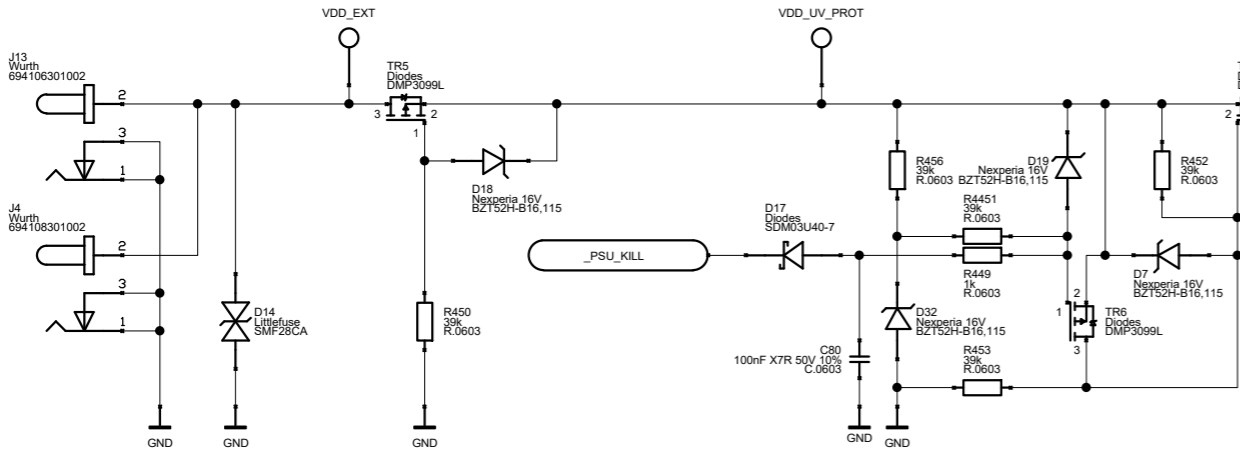 VDD_EXT
VDD_UV_PROT
J13
Wurth
694106301002
2
3
1
J4
Wurth
694108301002
2
3
1
GND
D14
Littlefuse
SMF28CA
GND
TR5
Diodes
DMP3099L
3
2
1
D18
Nexperia 16V
BZT52H-B16,115
R450
39k
R.0603
GND
_PSU_KILL
D17
Diodes
SDM03U40-7
C80
100nF X7R 50V 10%
C.0603
GND
R456
39k
R.0603
D32
Nexperia 16V
BZT52H-B16,115
GND
D19
Nexperia 16V
BZT52H-B16,115
R4451
39k
R.0603
R449
1k
R.0603
R453
39k
R.0603
1
2
3
TR6
Diodes
DMP3099L
R452
39k
R.0603
D7
Nexperia 16V
BZT52H-B16,115
2